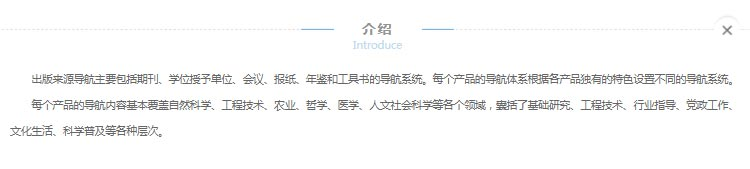 介绍
Introduce
出版来源导航主要包括期刊、学位授予单位、会议、报纸、年鉴和工具书的导航系统。每个产品的导航体系根据各产品独有的特色设置不同的导航系统。
每个产品的导航内容基本覆盖自然科学、工程技术、农业、哲学、医学、人文社会科学等各个领域，囊括了基础研究、工程技术、行业指导、党政工作、
文化生活、科学普及等各种层次。